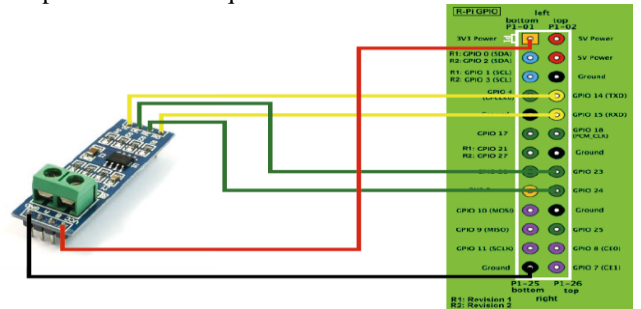 R-Pi GPIO
left
bottom top
P1-01 P1-02
3V3 Power
5V Power
R1: GPIO 0 (SDA)
R2: GPIO 2 (SDA)
5V Power
R1: GPIO 1 (SCL)
R2: GPIO 3 (SCL)
Ground
GPIO 4
GPIO 14 (TXD)
GPIO 15 (RXD)
GPIO 17
GPIO 18
(PCM_CLK)
R1: GPIO 21
R2: GPIO 27
Ground
GPIO 23
GPIO 24
GPIO 10 (MOSI)
Ground
GPIO 9 (MISO)
GPIO 25
GPIO 11 (SCLK)
GPIO 8 (CE0)
Ground
GPIO 7 (CE1)
P1-25 P1-26
bottom top
right
R1: Revision 1
R2: Revision 2